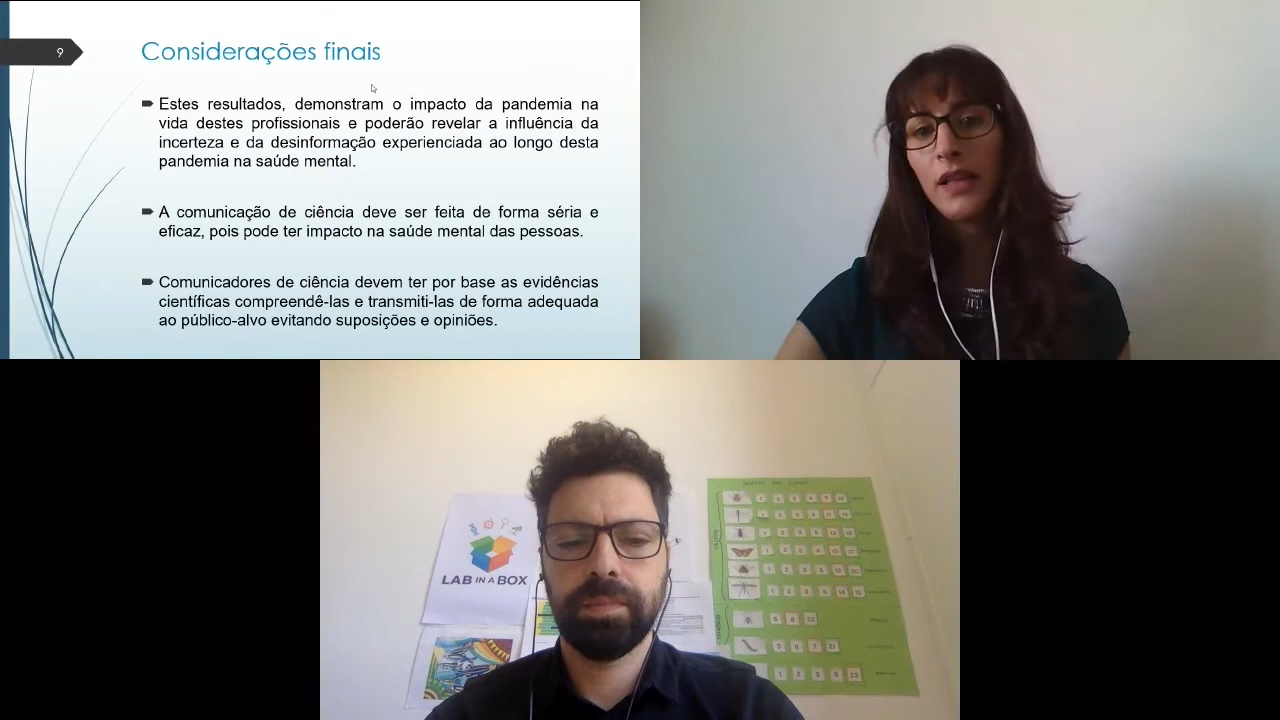 9
Considerações finais
Estes resultados, demonstram o impacto da pandemia na
vida destes profissionais e poderão revelar a influência da
incerteza e da desinformação experienciada ao longo desta
pandemia na saúde mental.
A comunicação de ciência deve ser feita de forma séria e
eficaz, pois pode ter impacto na saúde mental das pessoas.
Comunicadores de ciência devem ter por base as evidências
científicas compreendê-las e transmiti-las de forma adequada
ao público-alvo evitando suposições e opiniões.
LAB IN A BOX